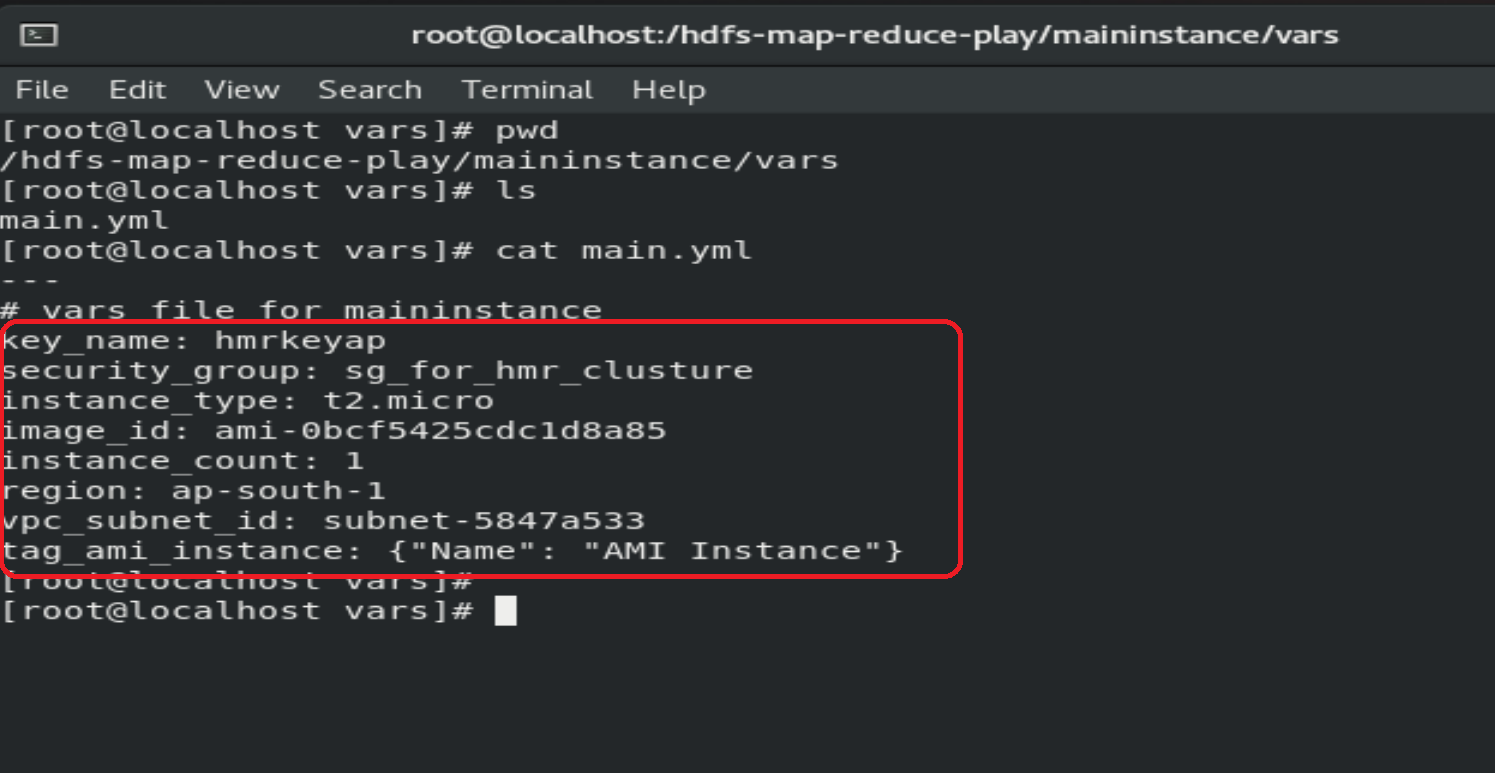 root@localhost:/hdfs-map-reduce-play/maininstance/vars
File Edit View Search Terminal Help
[root@localhost vars]# pwd
/hdfs-map-reduce-play/maininstance/vars
[root@localhost vars]# ls
main.yml
[root@localhost vars]# cat main.yml
---
# vars file for maininstance
key_name: hmrkeyap
security_group: sg_for_hmr_clusture
instance_type: t2.micro
image_id: ami-0bcf5425cdc1d8a85
instance_count: 1
region: ap-south-1
vpc_subnet_id: subnet-5847a533
tag_ami_instance: {"Name": "AMI Instance"}
[root@localhost vars]#
[root@localhost vars]#